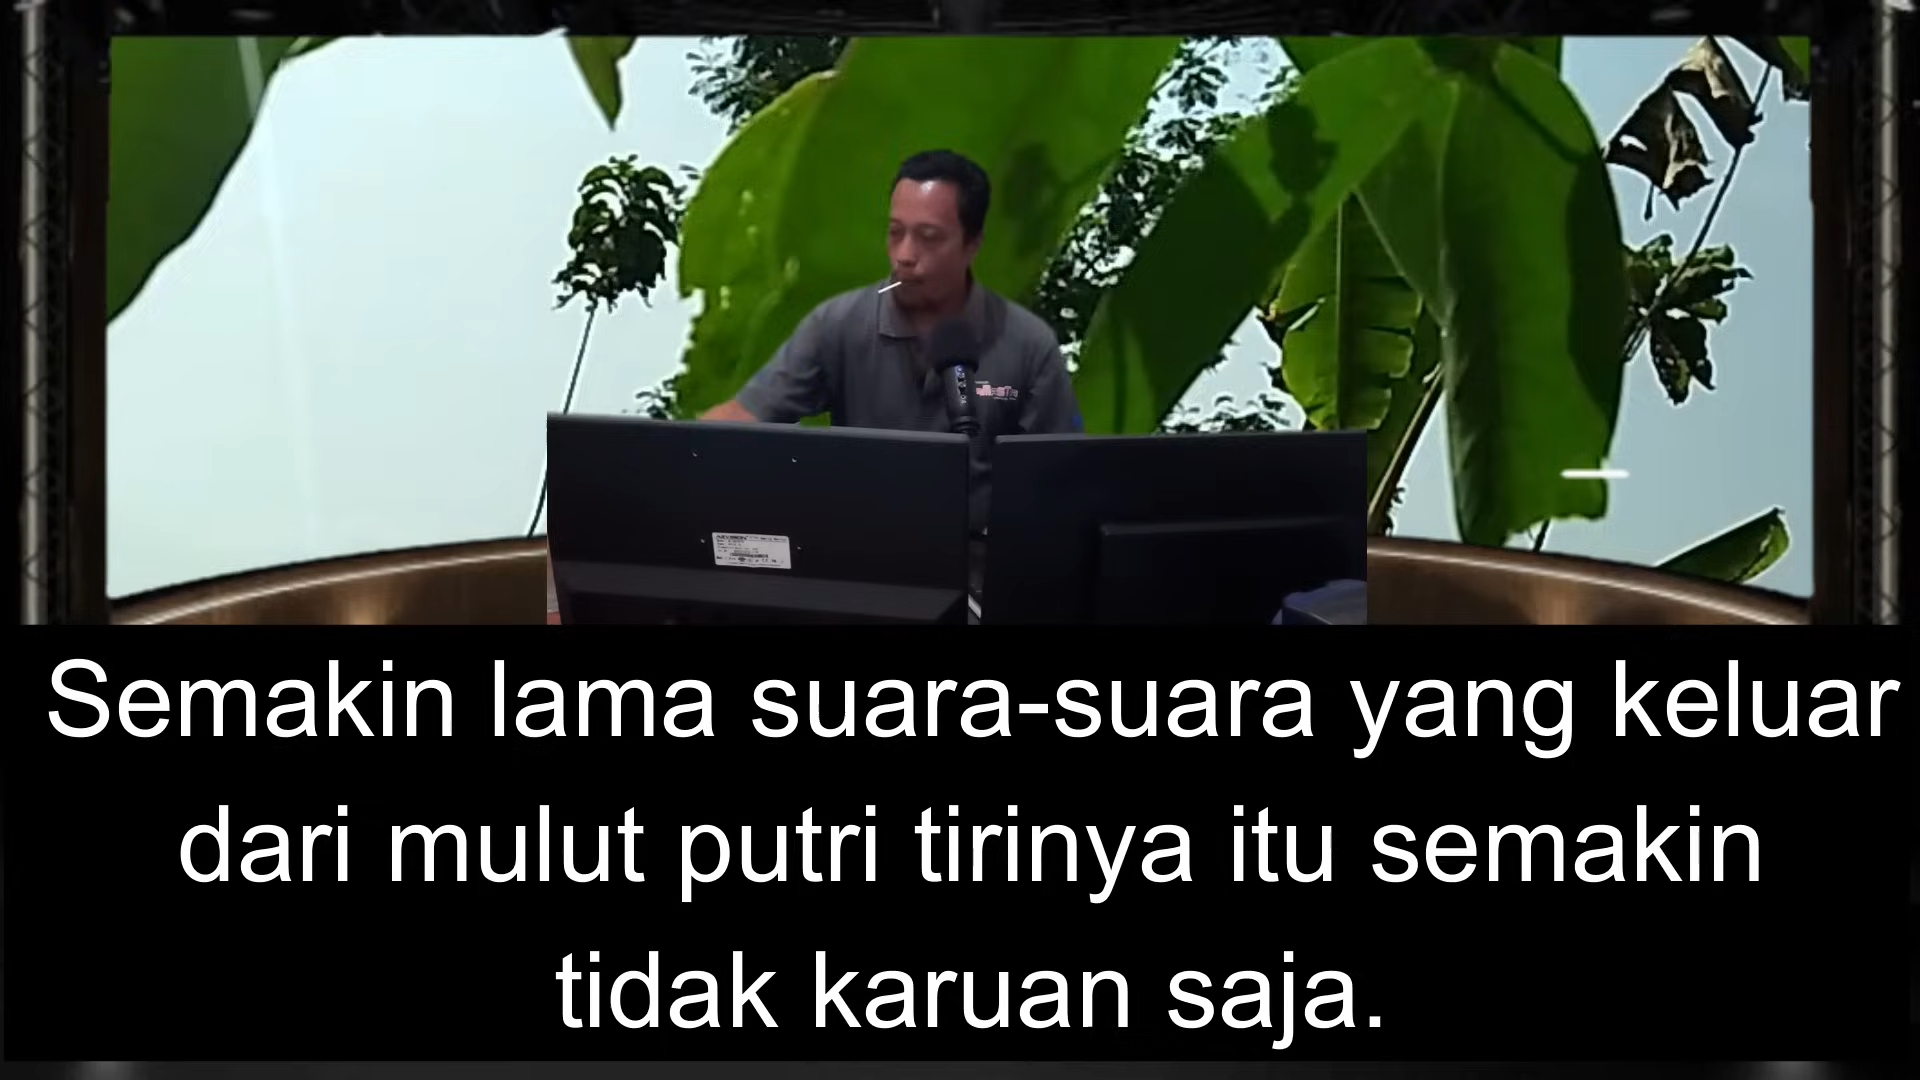 Semakin lama suara-suara yang keluar
dari mulut putri tirinya itu semakin
tidak karuan saja.